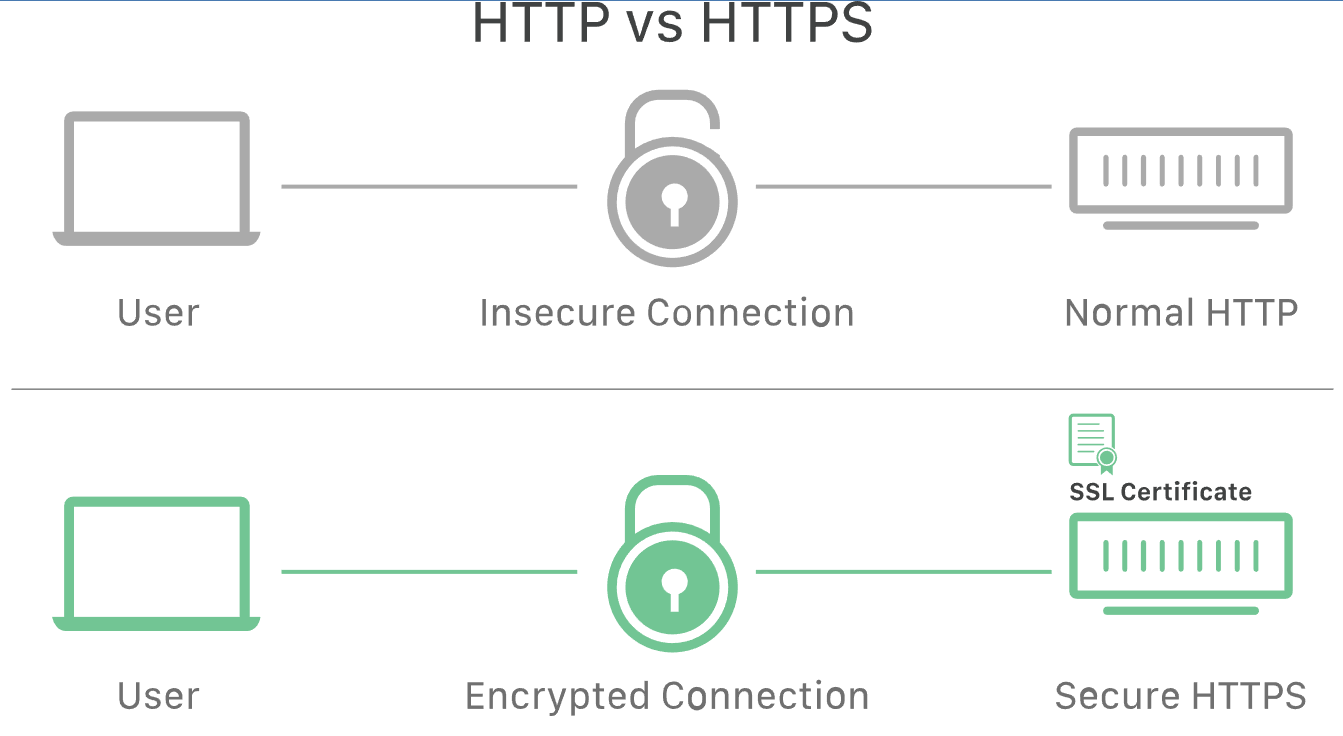 HTTP vs HTTPS
User
Insecure Connection
Normal HTTP
SSL Certificate
User
Encrypted Connection
Secure HTTPS